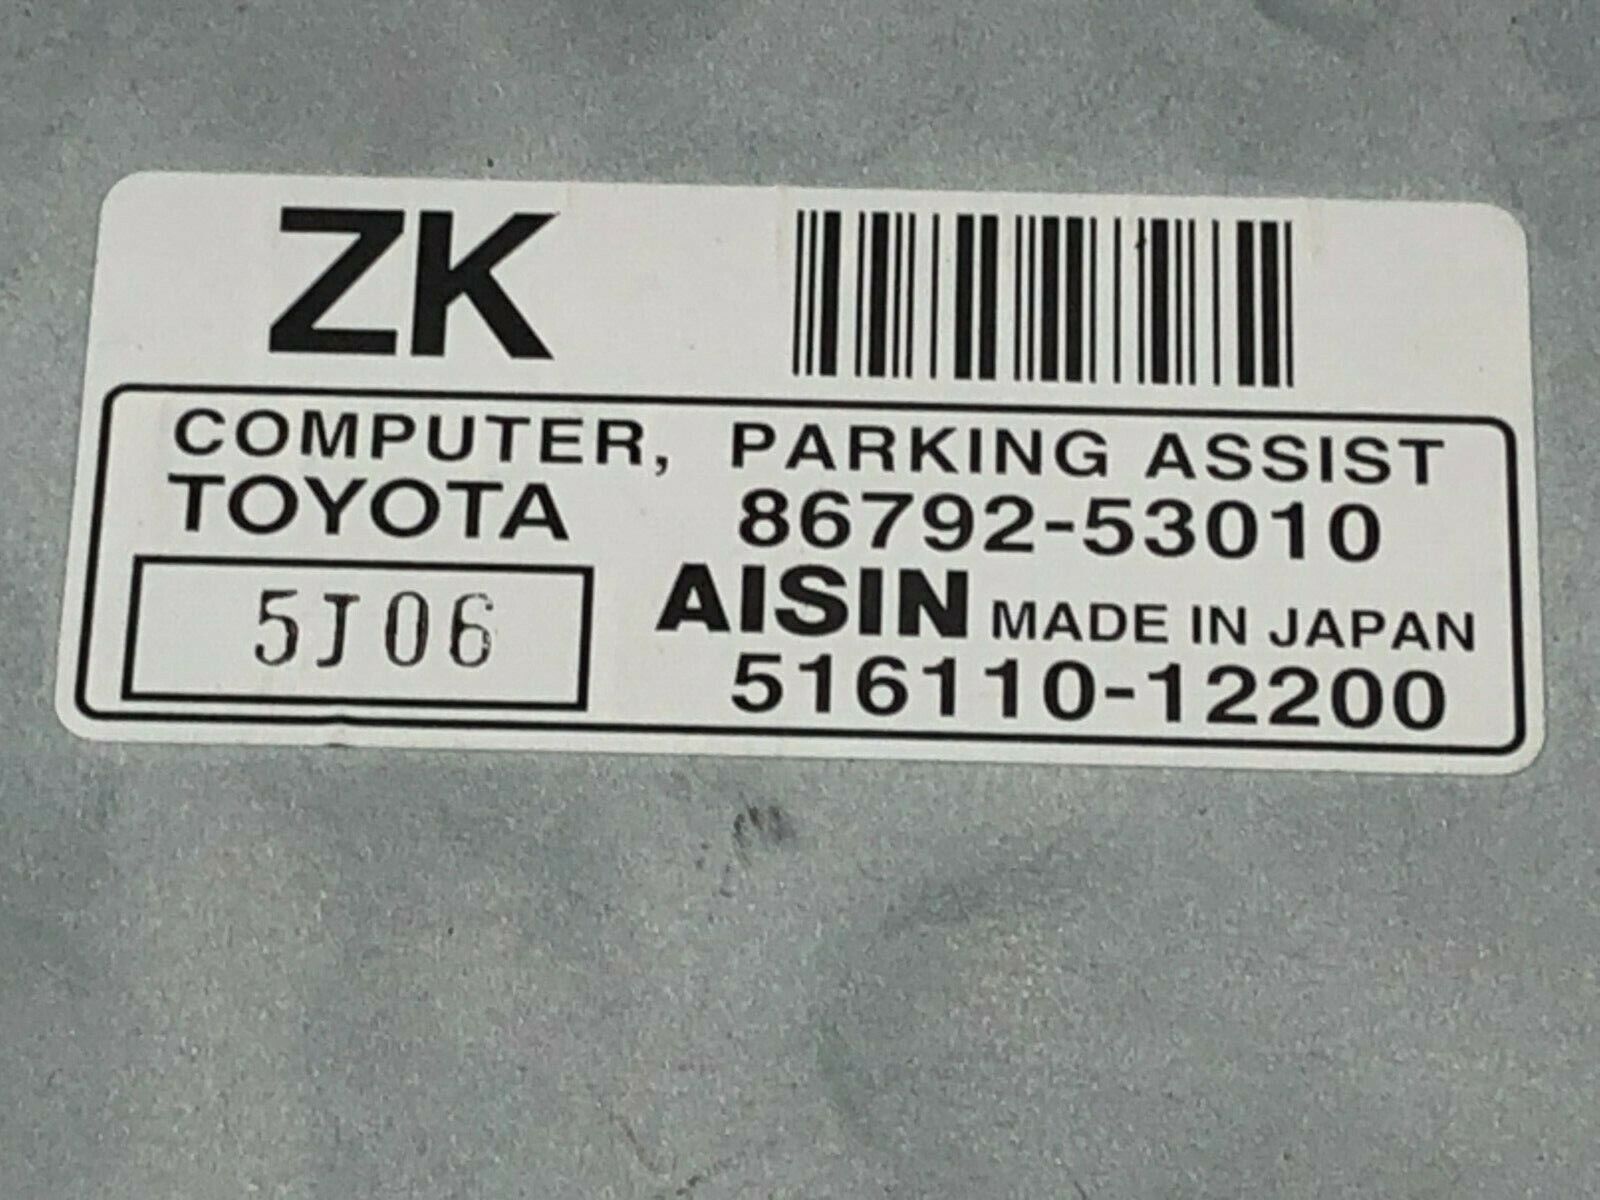 ZK
COMPUTER, PARKING ASSIST
TOYOTA 86792-53010
5J06 AISIN MADE IN JAPAN
516110-12200